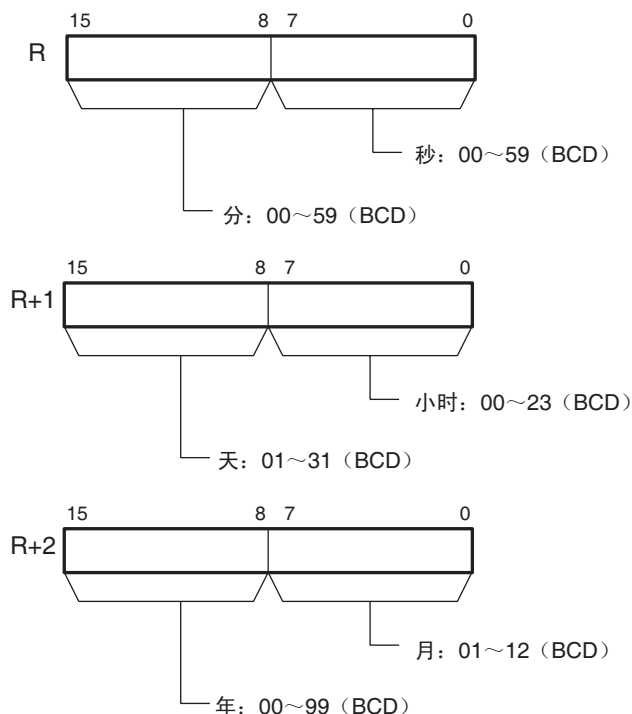 15 8 7 0
R
秒：00～59（BCD）
分：00～59（BCD）
15 8 7 0
R+1
小时：00～23（BCD）
天：01～31（BCD）
15 8 7 0
R+2
月：01～12（BCD）
年：00～99（BCD）